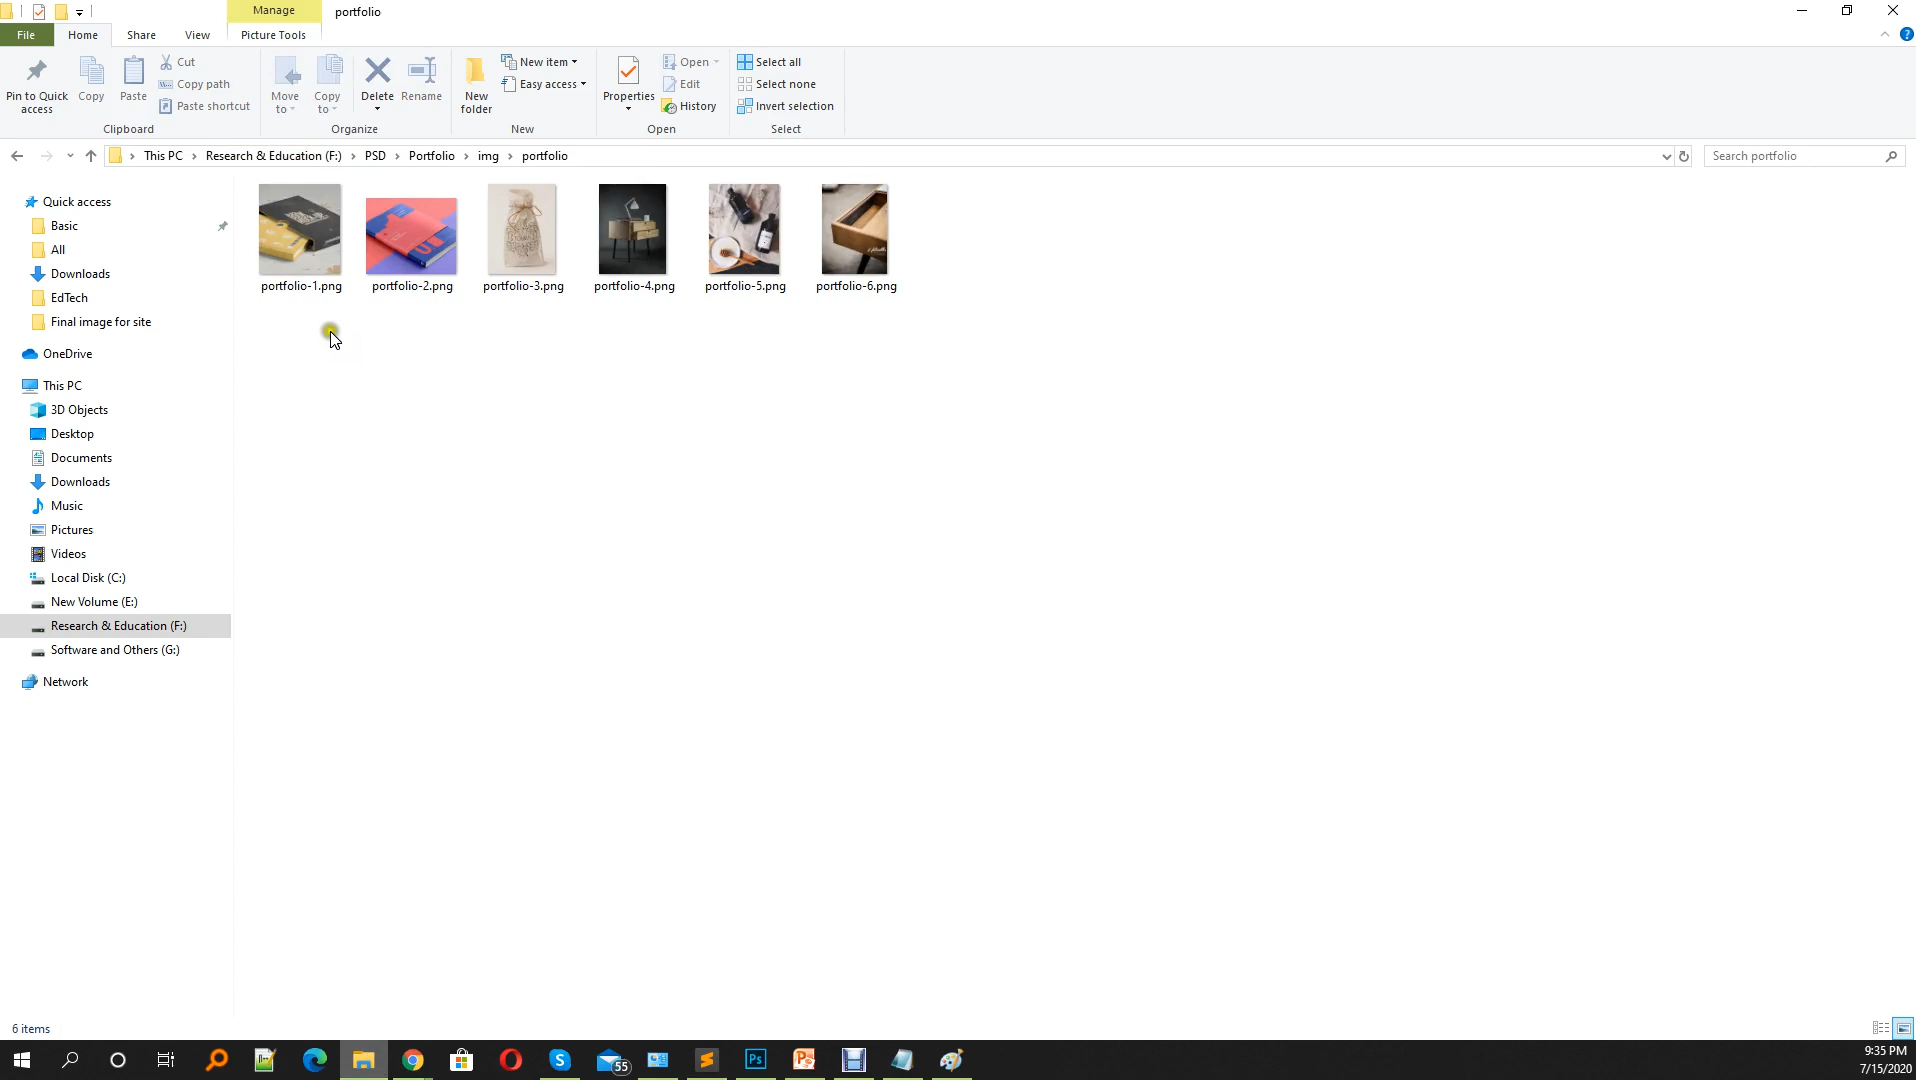 Manage
portfolio
File
Home
Share
View
Picture Tools
Pin to Quick
access
Copy
Paste
Cut
Copy path
Paste shortcut
Clipboard
Move
to
Copy
to
Delete
Rename
Organize
New
folder
New item
Easy access
New
Properties
Open
Edit
History
Open
Select all
Select none
Invert selection
Select
This PC
Research & Education (F:)
PSD
Portfolio
img
portfolio
Search portfolio
Quick access
Basic
All
Downloads
EdTech
Final image for site
OneDrive
This PC
3D Objects
Desktop
Documents
Downloads
Music
Pictures
Videos
Local Disk (C:)
New Volume (E:)
Research & Education (F:)
Software and Others (G:)
Network
portfolio-1.png
portfolio-2.png
portfolio-3.png
portfolio-4.png
portfolio-5.png
portfolio-6.png
6 items
55
Ps
9:35 PM
7/15/2020